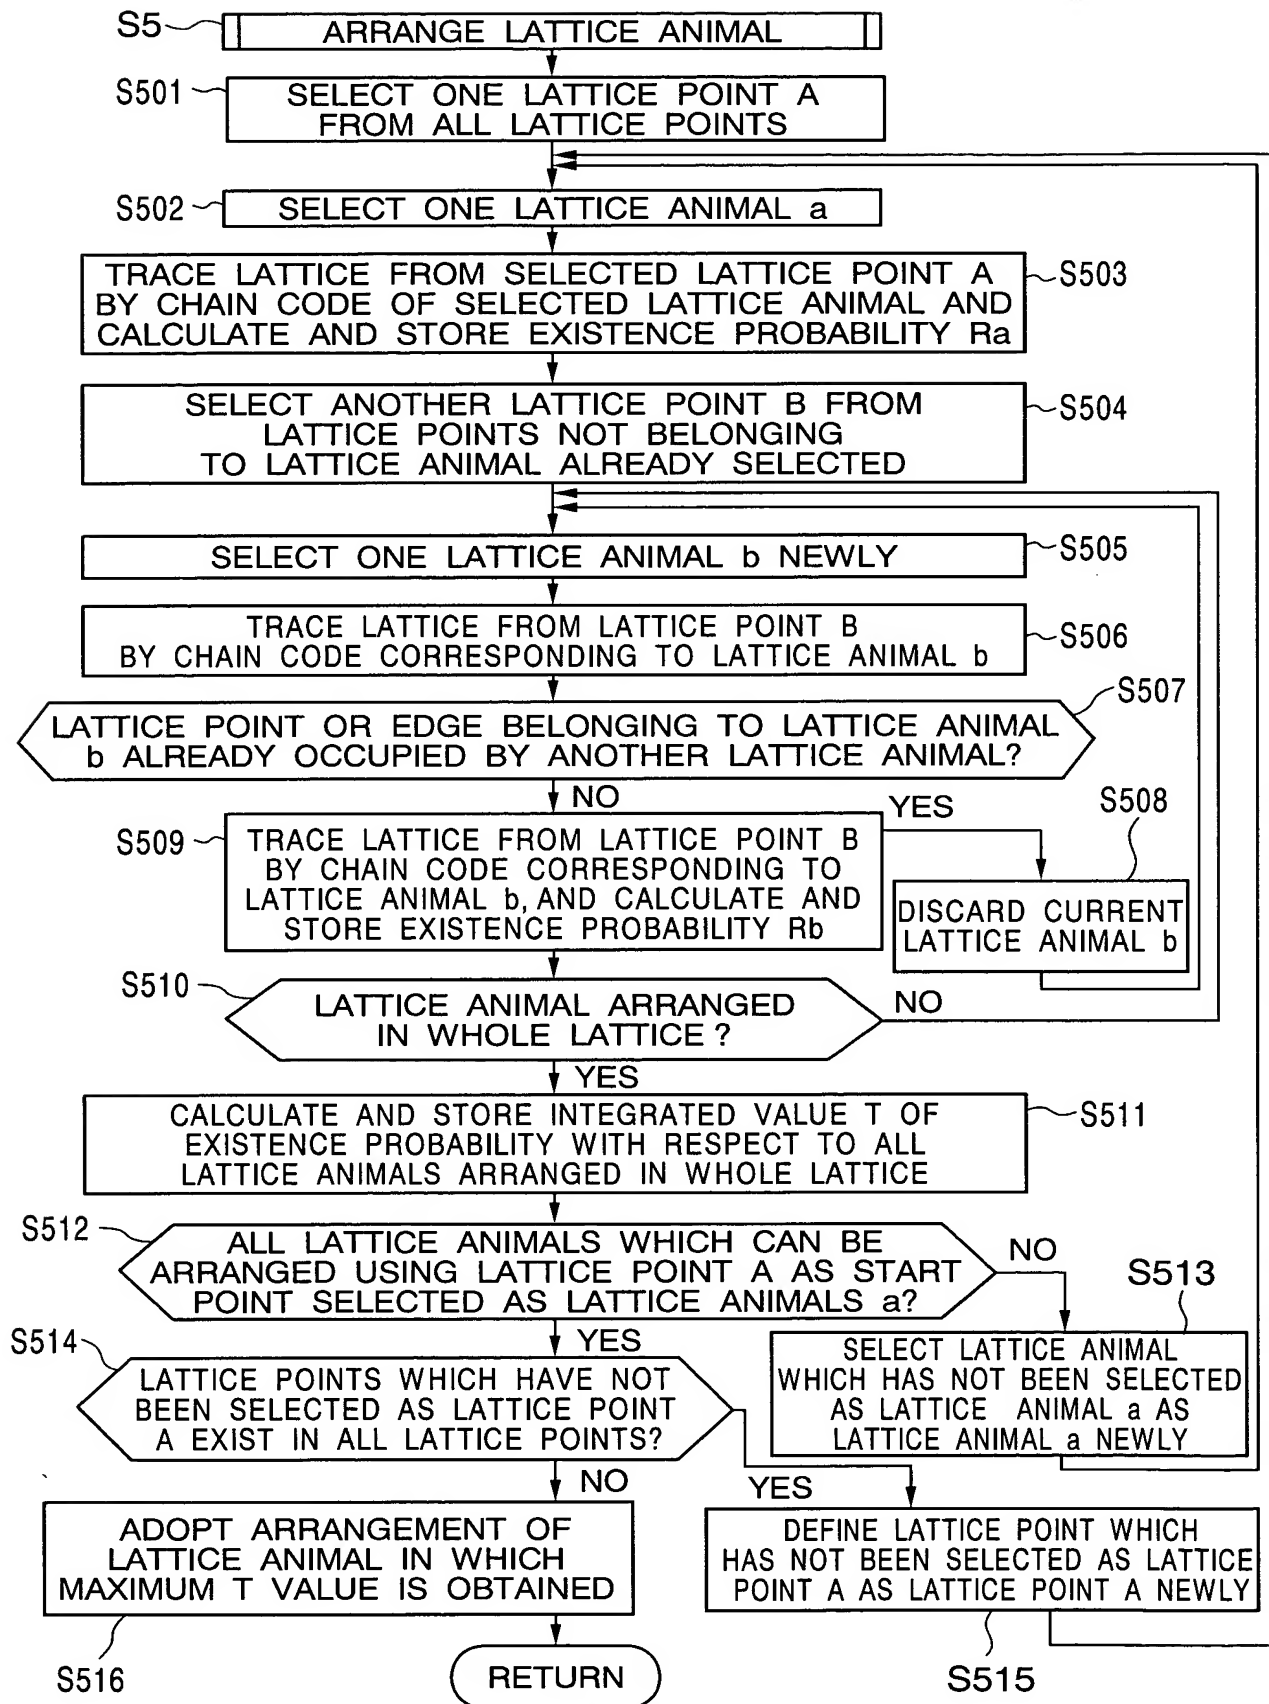 S5
ARRANGE LATTICE ANIMAL
S501
SELECT ONE LATTICE POINT A
FROM ALL LATTICE POINTS
S502
SELECT ONE LATTICE ANIMAL a
TRACE LATTICE FROM SELECTED LATTICE POINT A
BY CHAIN CODE OF SELECTED LATTICE ANIMAL AND
CALCULATE AND STORE EXISTENCE PROBABILITY Ra
S503
SELECT ANOTHER LATTICE POINT B FROM
LATTICE POINTS NOT BELONGING
TO LATTICE ANIMAL ALREADY SELECTED
S504
SELECT ONE LATTICE ANIMAL b NEWLY
S505
TRACE LATTICE FROM LATTICE POINT B
BY CHAIN CODE CORRESPONDING TO LATTICE ANIMAL b
S506
S507
LATTICE POINT OR EDGE BELONGING TO LATTICE ANIMAL
b ALREADY OCCUPIED BY ANOTHER LATTICE ANIMAL?
NO
YES
S508
S509
TRACE LATTICE FROM LATTICE POINT B
BY CHAIN CODE CORRESPONDING TO
LATTICE ANIMAL b, AND CALCULATE AND
STORE EXISTENCE PROBABILITY Rb
DISCARD CURRENT
LATTICE ANIMAL b
S510
LATTICE ANIMAL ARRANGED
IN WHOLE LATTICE ?
NO
YES
CALCULATE AND STORE INTEGRATED VALUE T OF
EXISTENCE PROBABILITY WITH RESPECT TO ALL
LATTICE ANIMALS ARRANGED IN WHOLE LATTICE
S511
S512
ALL LATTICE ANIMALS WHICH CAN BE
ARRANGED USING LATTICE POINT A AS START
POINT SELECTED AS LATTICE ANIMALS a?
NO
S513
YES
SELECT LATTICE ANIMAL
WHICH HAS NOT BEEN SELECTED
AS LATTICE ANIMAL a AS
LATTICE ANIMAL a NEWLY
S514
LATTICE POINTS WHICH HAVE NOT
BEEN SELECTED AS LATTICE POINT
A EXIST IN ALL LATTICE POINTS?
NO
YES
ADOPT ARRANGEMENT OF
LATTICE ANIMAL IN WHICH
MAXIMUM T VALUE IS OBTAINED
DEFINE LATTICE POINT WHICH
HAS NOT BEEN SELECTED AS LATTICE
POINT A AS LATTICE POINT A NEWLY
S516
RETURN
S515